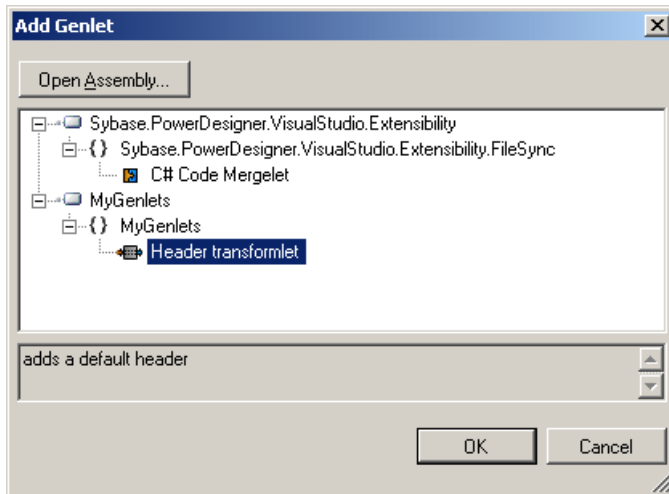 Add Genlet
Open Assembly...
Sybase.PowerDesigner.VisualStudio.Extensibility
{} Sybase.PowerDesigner.VisualStudio.Extensibility.FileSync
C# Code Mergelet
MyGenlets
{} MyGenlets
Header transformlet
adds a default header
OK Cancel